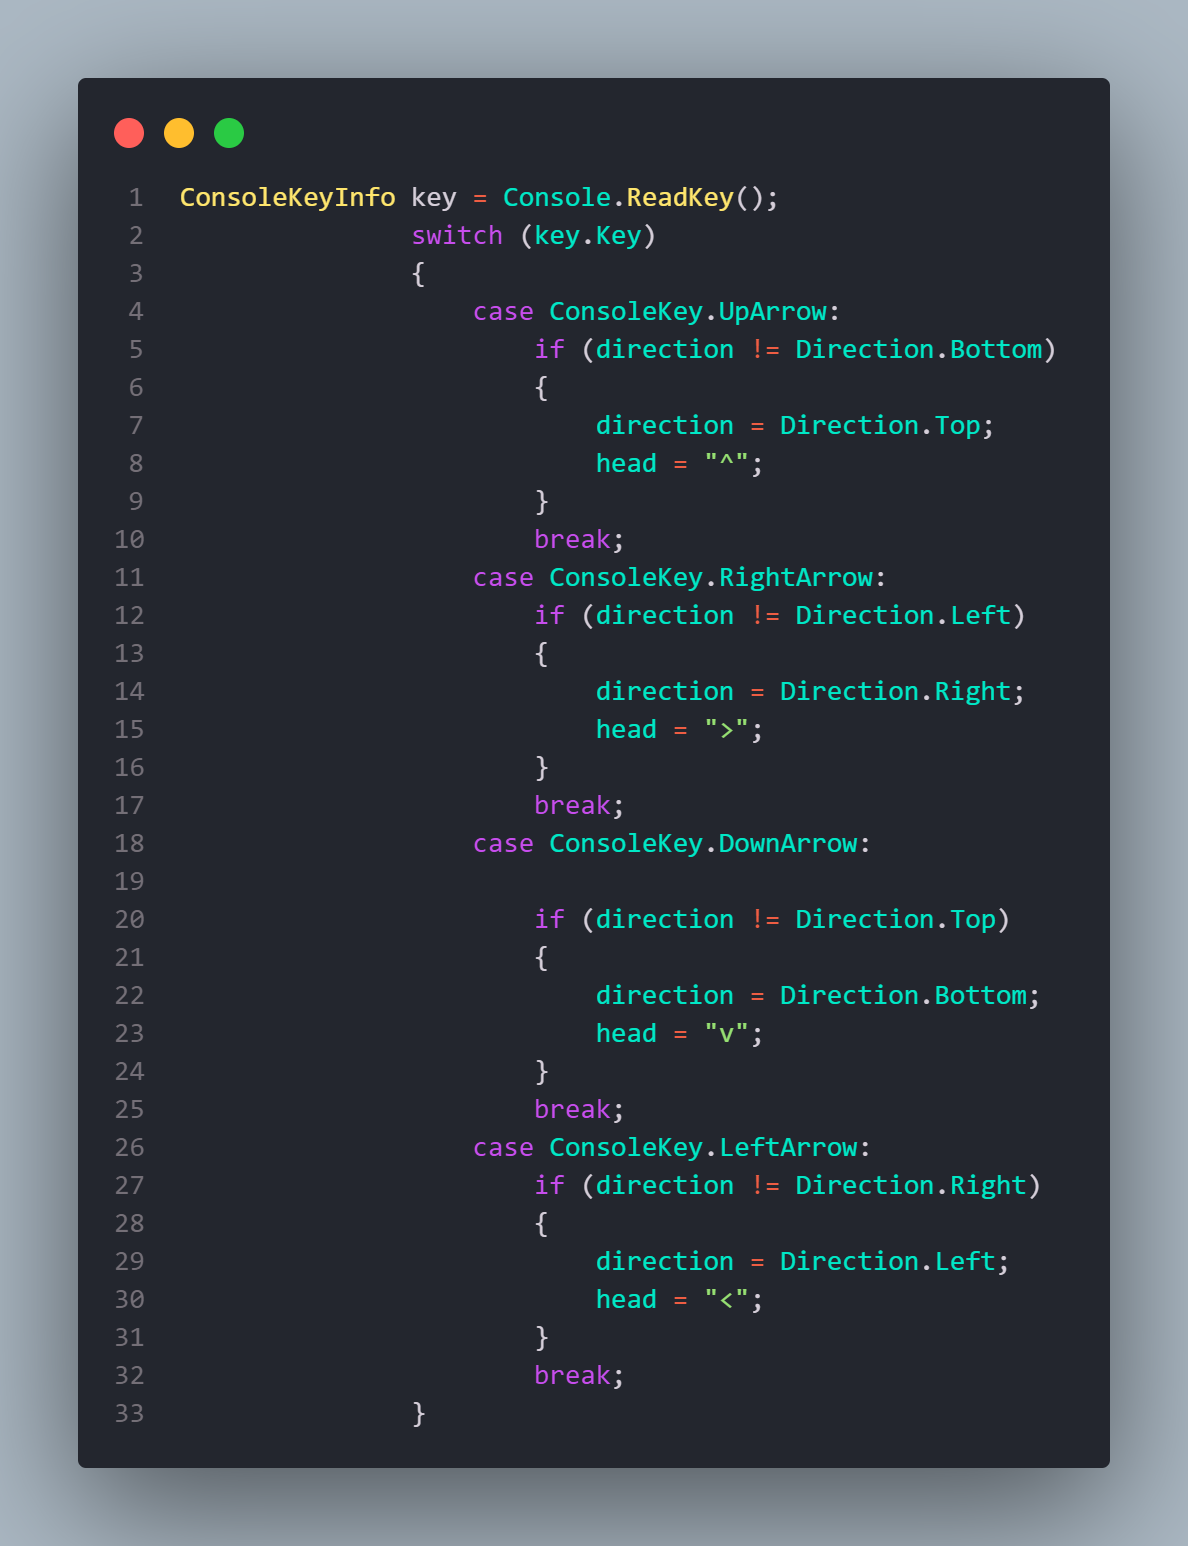 1 ConsoleKeyInfo key = Console.ReadKey();
2                switch (key.Key)
3                {
4                    case ConsoleKey.UpArrow:
5                        if (direction != Direction.Bottom)
6                        {
7                            direction = Direction.Top;
8                            head = "^";
9                        }
10                        break;
11                    case ConsoleKey.RightArrow:
12                        if (direction != Direction.Left)
13                        {
14                            direction = Direction.Right;
15                            head = ">";
16                        }
17                        break;
18                    case ConsoleKey.DownArrow:
19
20                        if (direction != Direction.Top)
21                        {
22                            direction = Direction.Bottom;
23                            head = "v";
24                        }
25                        break;
26                    case ConsoleKey.LeftArrow:
27                        if (direction != Direction.Right)
28                        {
29                            direction = Direction.Left;
30                            head = "<";
31                        }
32                        break;
33                }